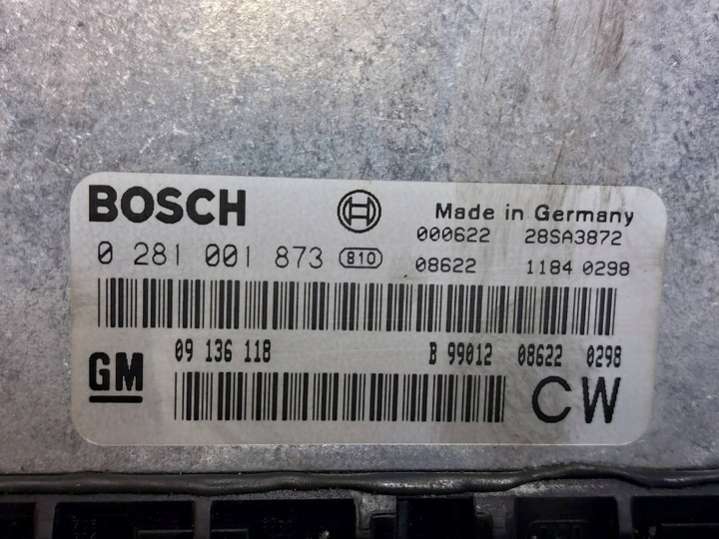 BOSCH Made in Germany
000622 28SA3872
0 281 001 873 B10 08622 1184 0298
09 136 118 B 99012 08622 0298
GM CW